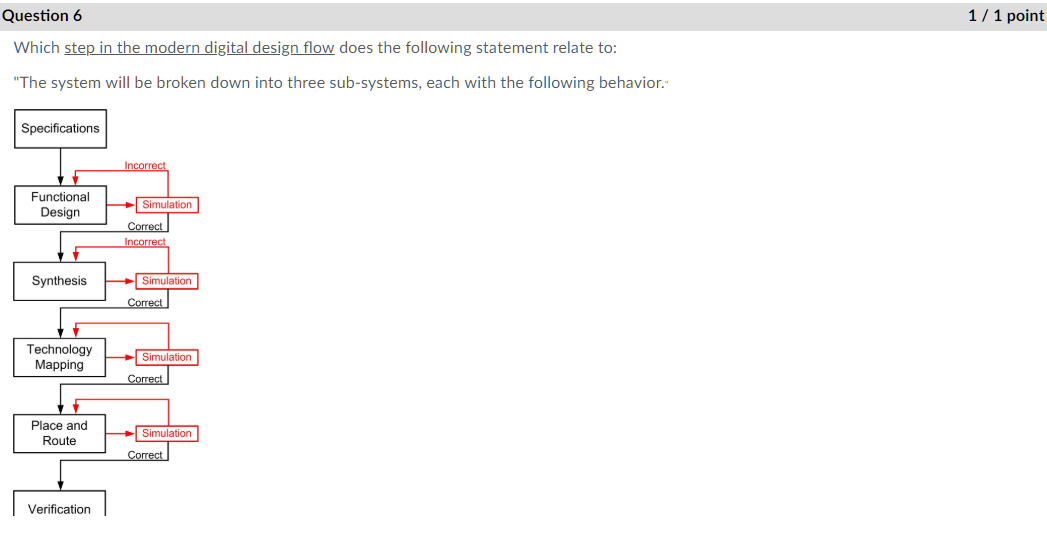 Question 6
1 / 1 point
Which step in the modern digital design flow does the following statement relate to:
"The system will be broken down into three sub-systems, each with the following behavior."
Specifications
Incorrect
Functional
Design
Simulation
Correct
Incorrect
Synthesis
Simulation
Correct
Technology
Mapping
Simulation
Correct
Place and
Route
Simulation
Correct
Verification